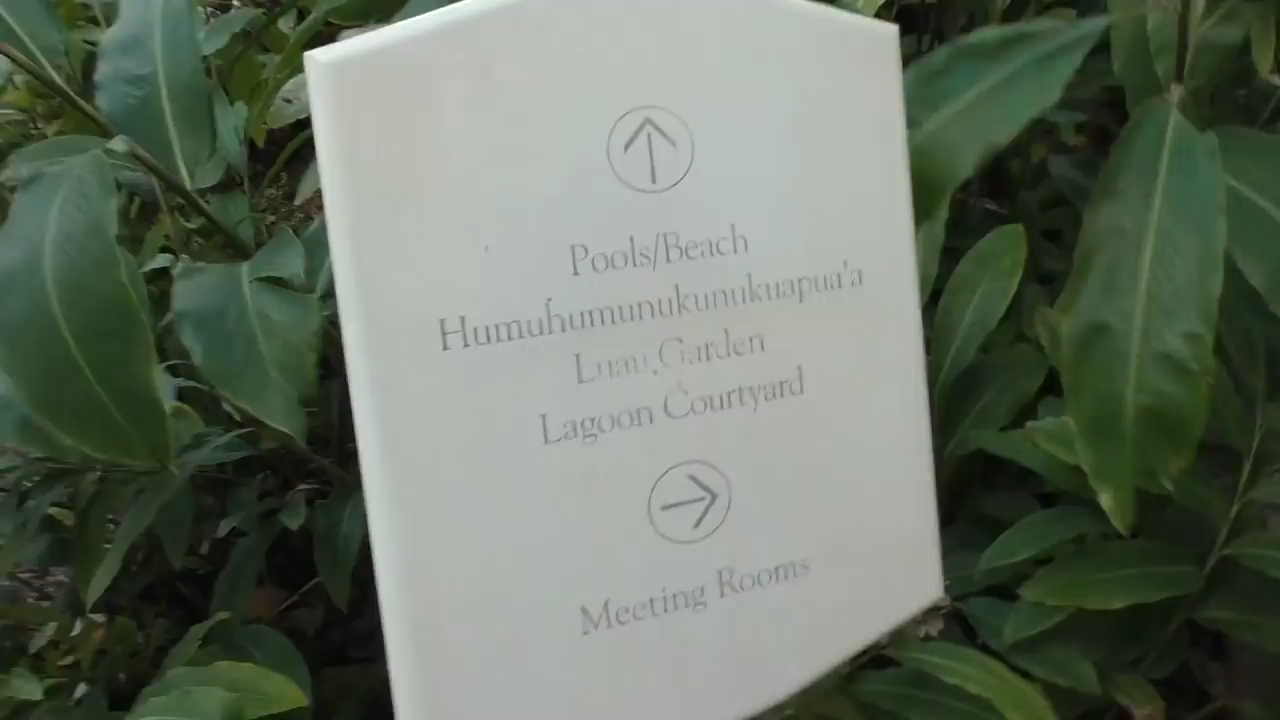 Pools/Beach
Humuhumunukunukuapua'a
Luau Garden
Lagoon Courtyard
Meeting Rooms